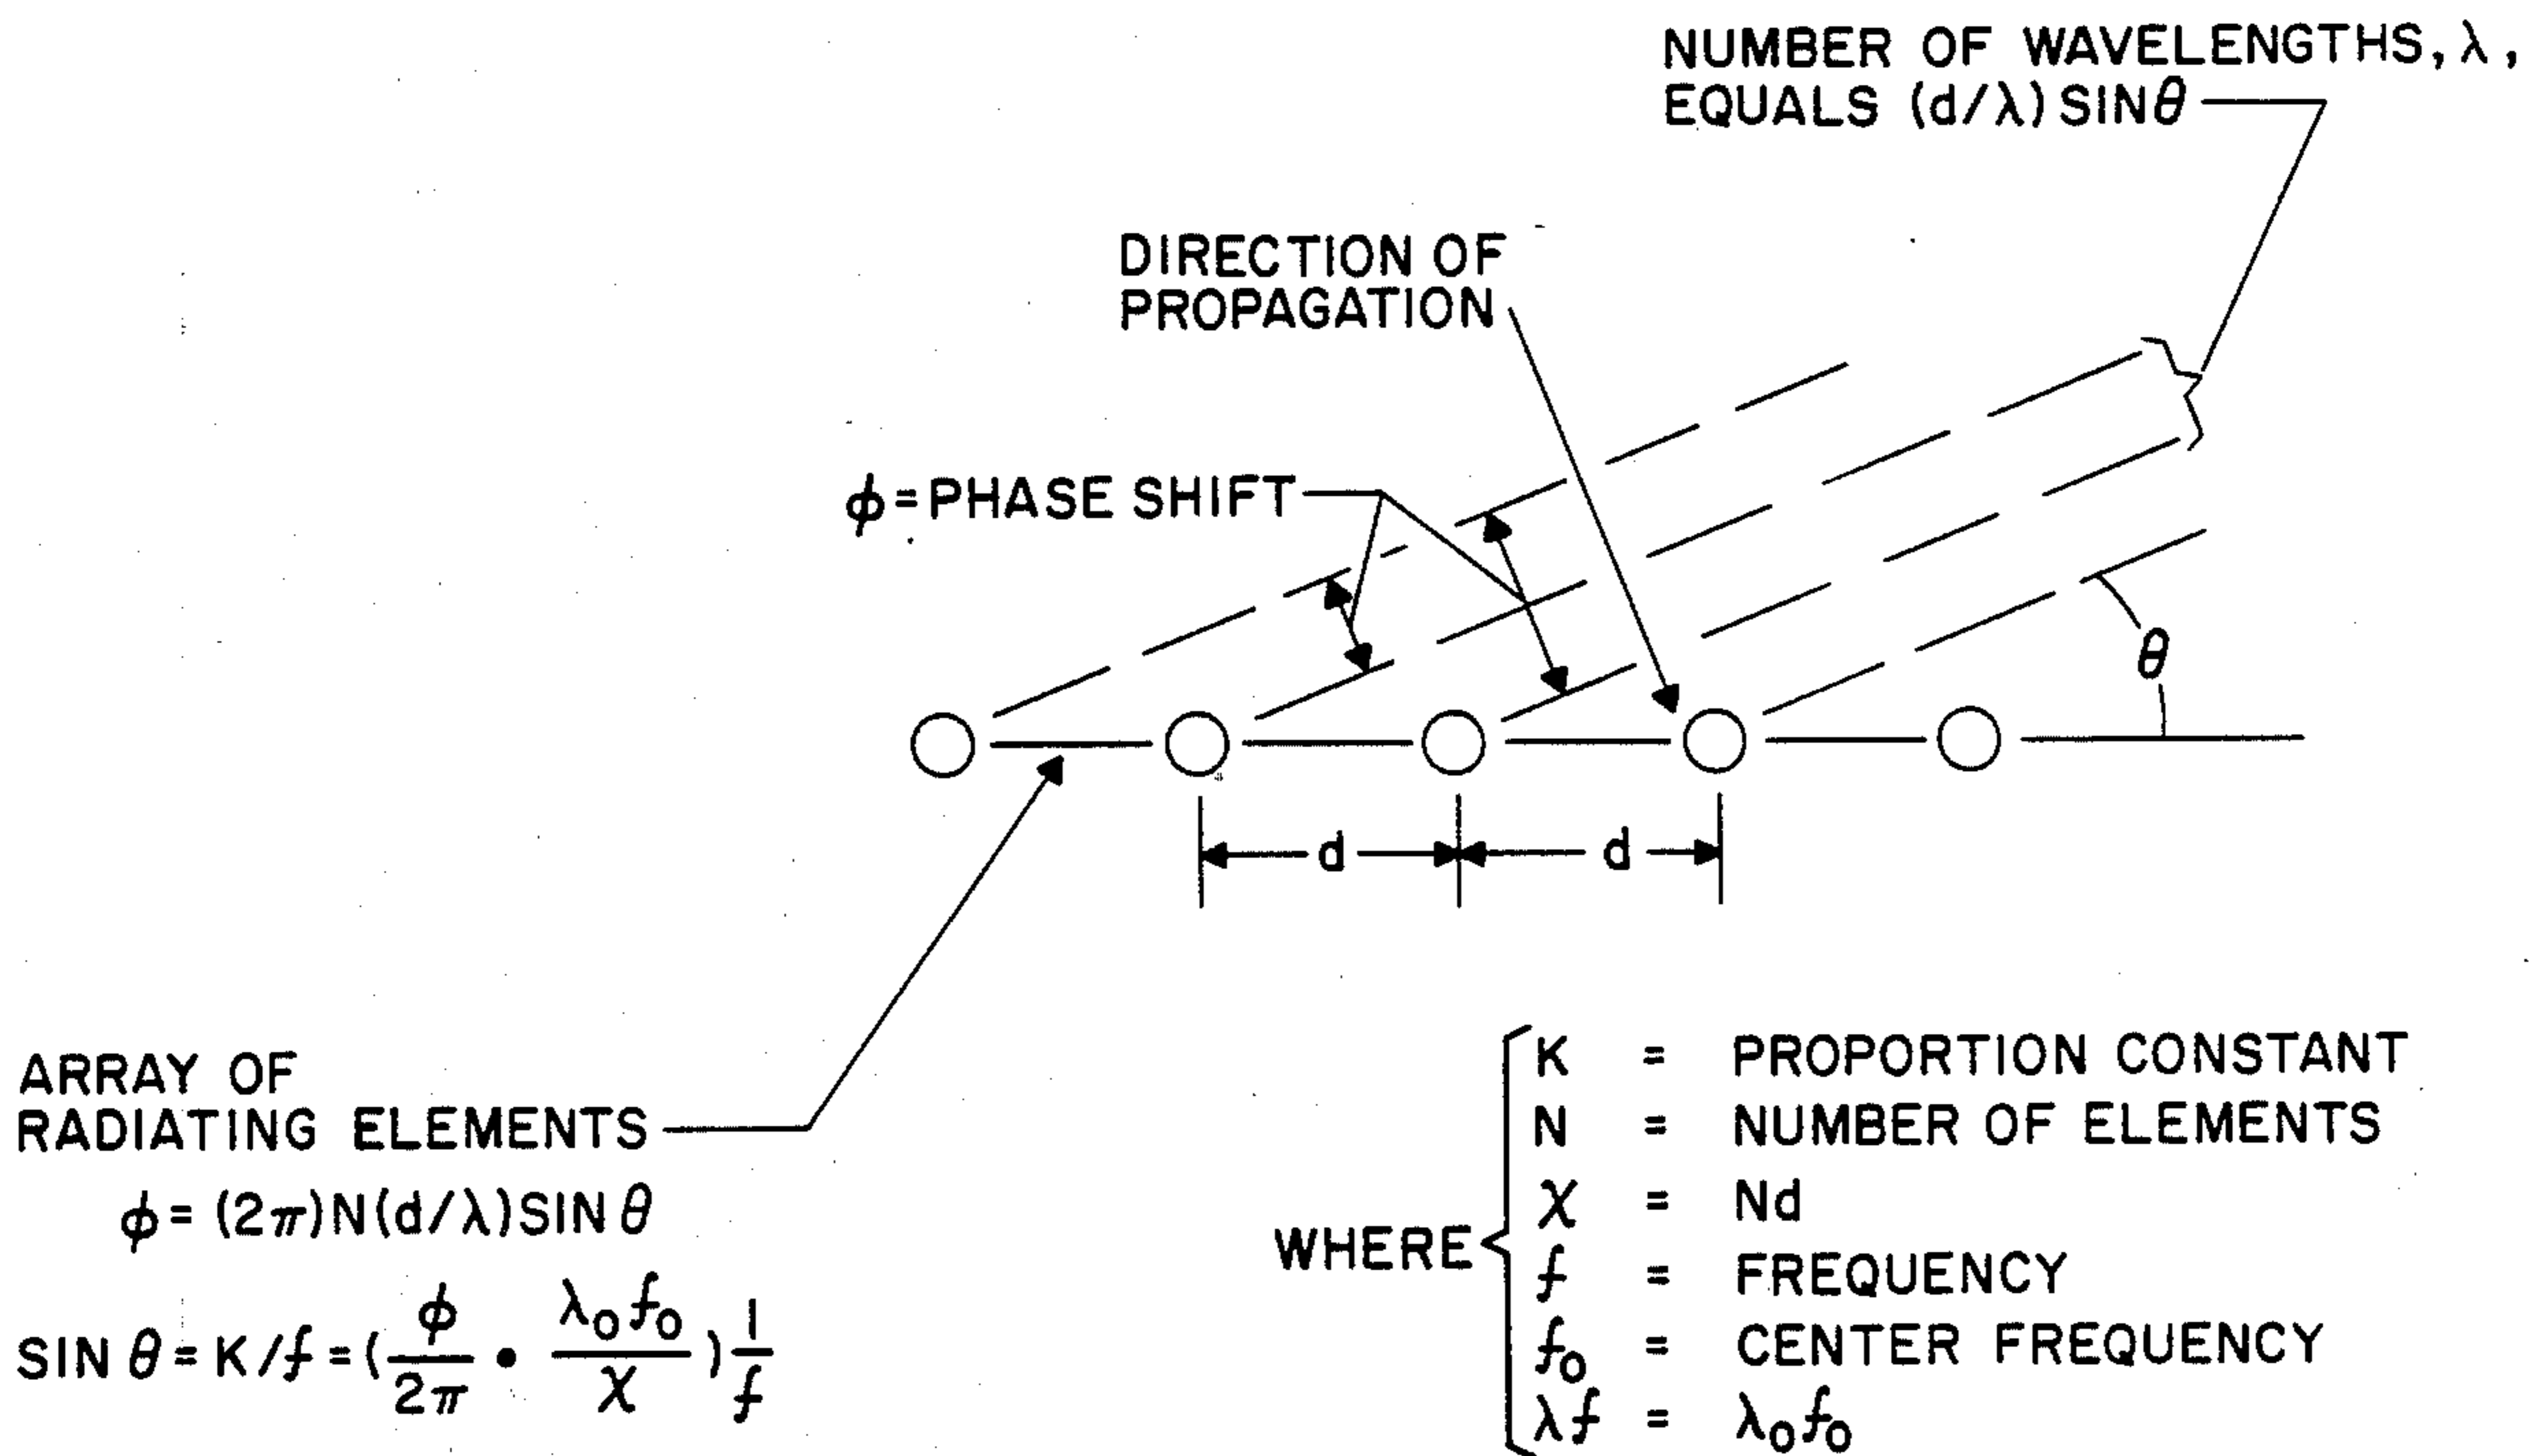 NUMBER OF WAVELENGTHS, λ,
EQUALS (d/λ) SIN θ
DIRECTION OF
PROPAGATION
ϕ = PHASE SHIFT
θ
d
d
ARRAY OF
RADIATING ELEMENTS
ϕ = (2π)N(d/λ)SIN θ
SIN θ = K/f = (ϕ/2π • λ₀f₀/χ) 1/f
WHERE
K = PROPORTION CONSTANT
N = NUMBER OF ELEMENTS
χ = Nd
f = FREQUENCY
f₀ = CENTER FREQUENCY
λf = λ₀f₀